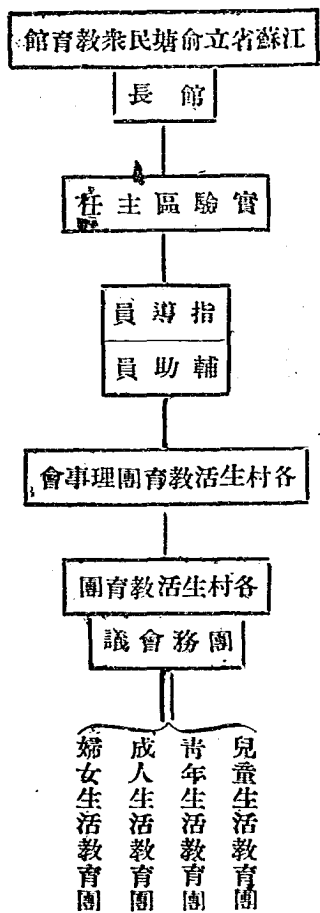 江蘇省立俞塘民衆教育館
館長
實驗區主任
指導員
輔助員
各村生活教育團理事會
各村生活教育團
團務會議
兒童生活教育團
青年生活教育團
成人生活教育團
婦女生活教育團